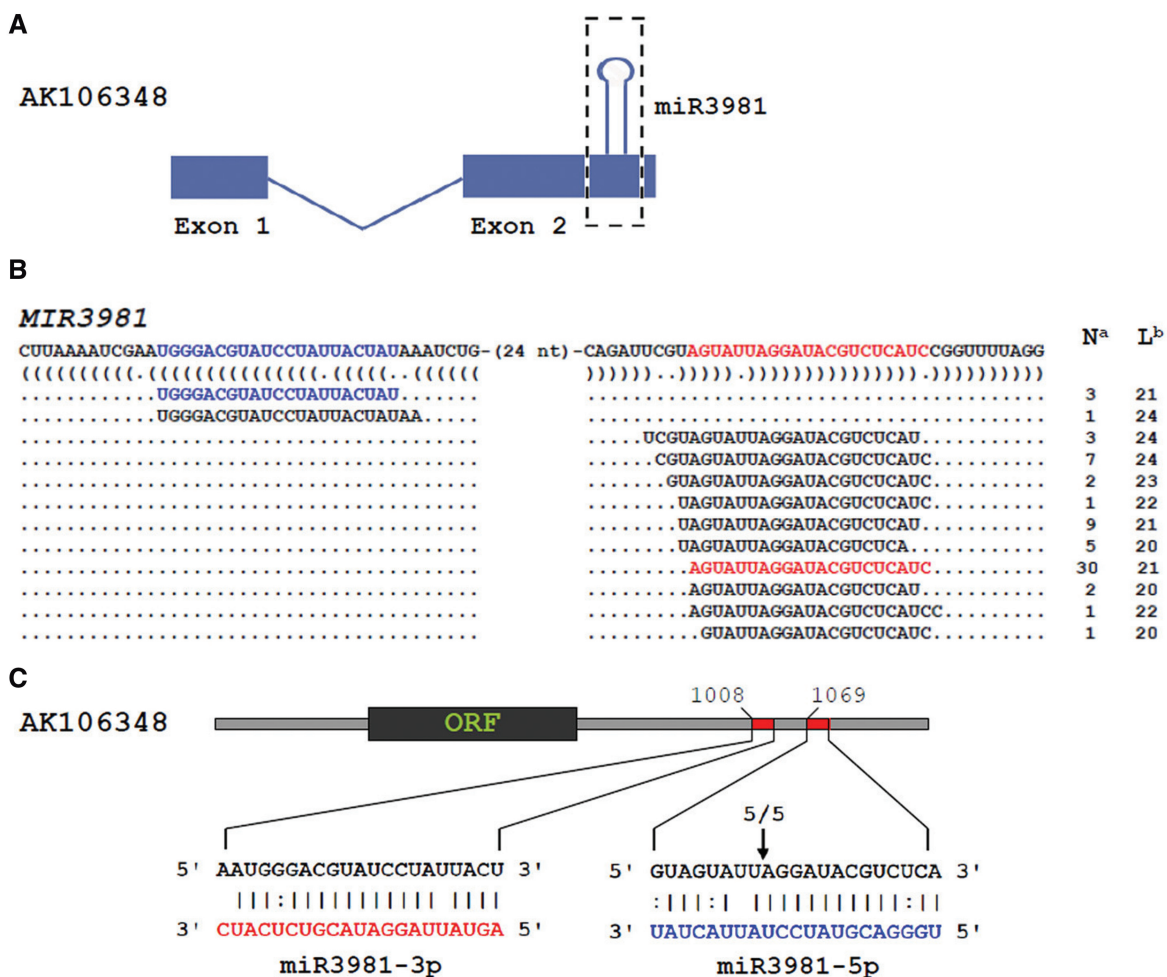 A
AK106348
miR3981
Exon 1 Exon 2
B
MIR3981
Nᵃ Lᵇ
CUUAAAAUCGAAUGGGACGUAUCCUAUUACUAUAAAUCUG-(24 nt)-CAGAUUCGUAGUAUUAGGAUACGUCUCAUCCGGUUUUAGG
((((((((((.(((((((((((((((.(((((..(((((( ))))))..))))).))))))))))))))).))))))))))
............UGGGACGUAUCCUAUUACUAU....... ........................................ 3 21
............UGGGACGUAUCCUAUUACUAUAA..... ........................................ 1 24
........................................ .....UCGUAGUAUUAGGAUACGUCUCAU........... 3 24
........................................ ......CGUAGUAUUAGGAUACGUCUCAUC.......... 7 24
........................................ .......GUAGUAUUAGGAUACGUCUCAUC.......... 2 23
........................................ ........UAGUAUUAGGAUACGUCUCAUC.......... 1 22
........................................ ........UAGUAUUAGGAUACGUCUCAU........... 9 21
........................................ ........UAGUAUUAGGAUACGUCUCA............ 5 20
........................................ .........AGUAUUAGGAUACGUCUCAUC.......... 30 21
........................................ .........AGUAUUAGGAUACGUCUCAU........... 2 20
........................................ .........AGUAUUAGGAUACGUCUCAUCC......... 1 22
........................................ ..........GUAUUAGGAUACGUCUCAUC.......... 1 20
C
1008 1069
AK106348 ORF
5/5
5' AAUGGGACGUAUCCUAUUACU 3' 5' GUAGUAUUAGGAUACGUCUCA 3'
|||:||||||||||| |||| :|||:| |||||||||||:||
3' CUACUCUGCAUAGGAUUAUGA 5' 3' UAUCAUUAUCCUAUGCAGGGU 5'
miR3981-3p miR3981-5p